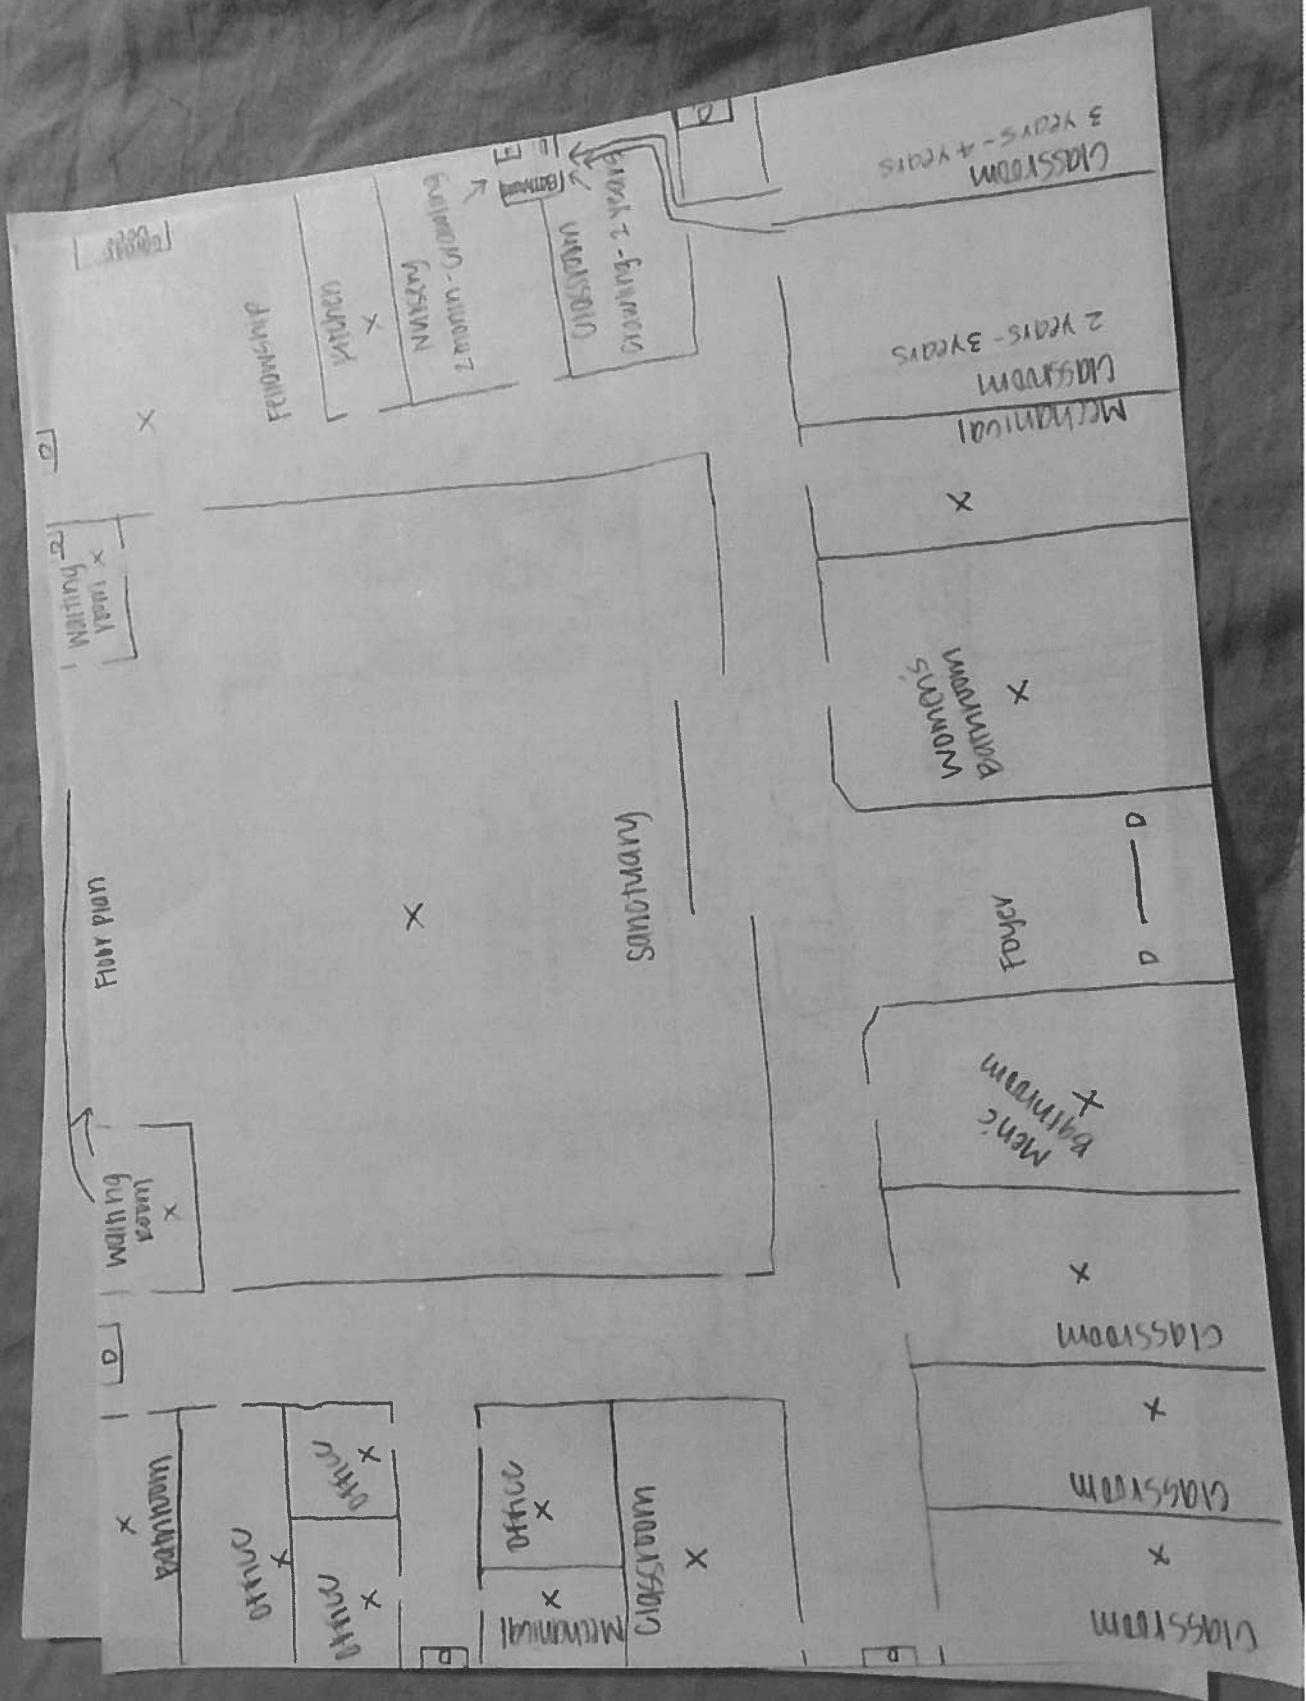 Floor plan
Classroom
3 years-4 years
Classroom
2 years-3 years
Mechanical
X
Women's
Bathroom
X
Foyer
D
D
Men's
Bathroom
X
X
Classroom
X
Classroom
X
Classroom
D
Classroom
crawling-2 years
Nursery
2 month-crawling
Kitchen
X
Fellowship
X
D
Waiting
room
X
Sanctuary
X
Waiting
Room
X
D
Bathroom
X
Office
X
Office
X
Office
X
D
Office
X
Mechanical
X
Classroom
X
D